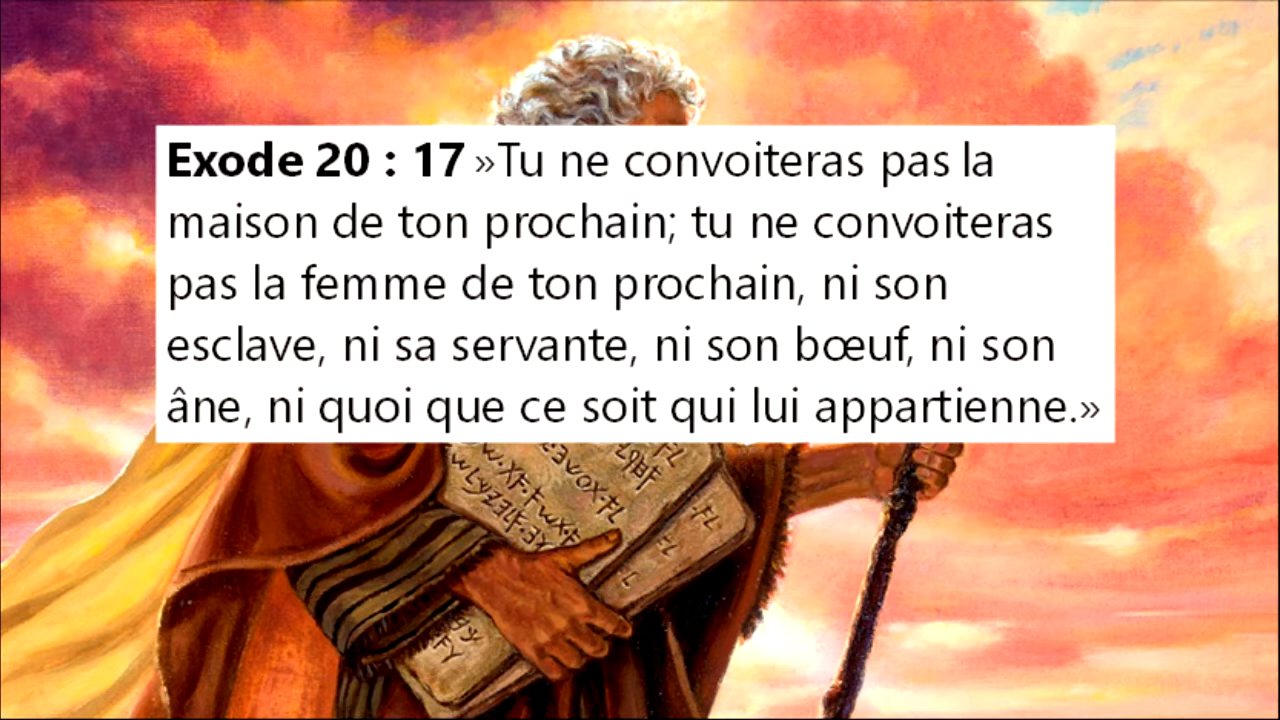 Exode 20 : 17 »Tu ne convoiteras pas la
maison de ton prochain; tu ne convoiteras
pas la femme de ton prochain, ni son
esclave, ni sa servante, ni son bœuf, ni son
âne, ni quoi que ce soit qui lui appartienne.»